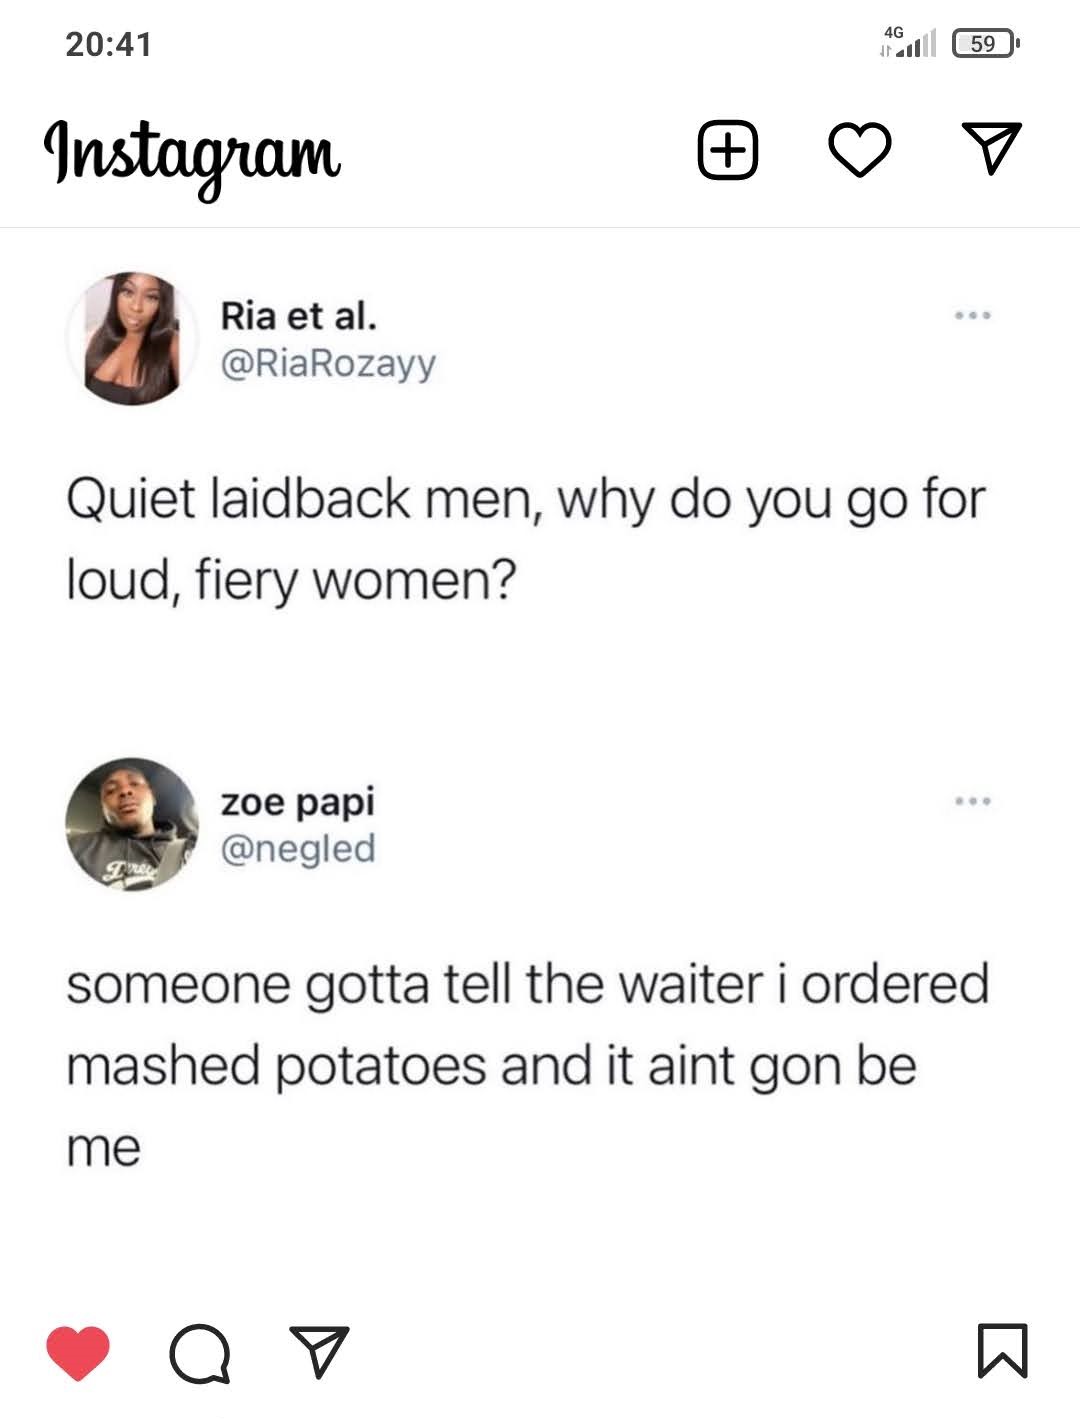 20:41
4G
59
Instagram
Ria et al.
@RiaRozayy
Quiet laidback men, why do you go for
loud, fiery women?
zoe papi
@negled
someone gotta tell the waiter i ordered
mashed potatoes and it aint gon be
me